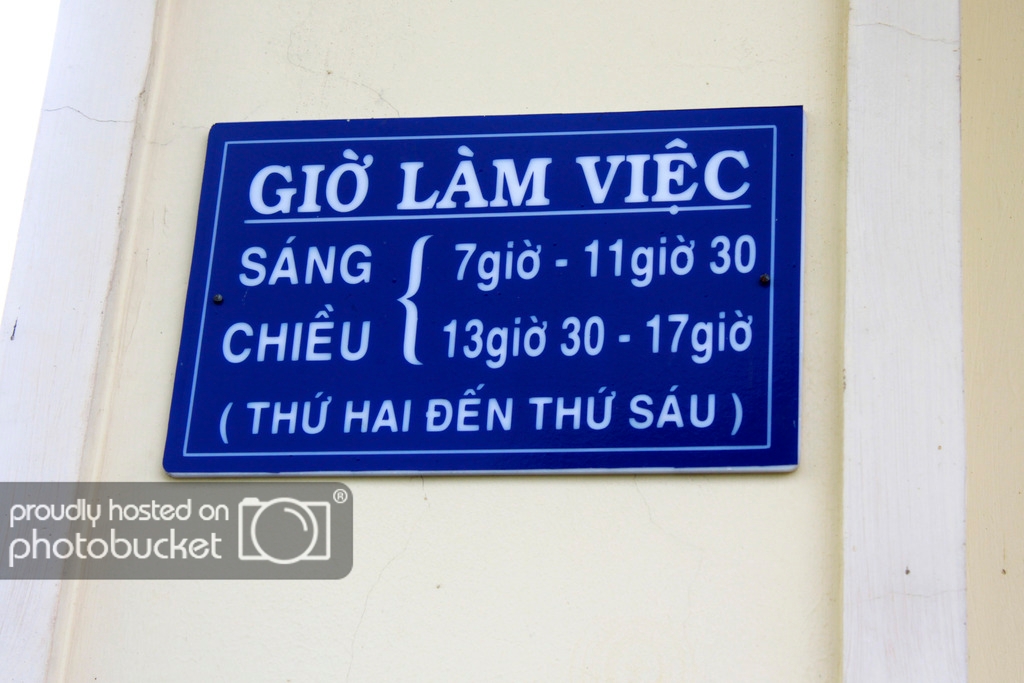 GIỜ LÀM VIỆC
SÁNG { 7giờ - 11giờ 30
CHIỀU { 13giờ 30 - 17giờ
( THỨ HAI ĐẾN THỨ SÁU )
proudly hosted on
photobucket ®